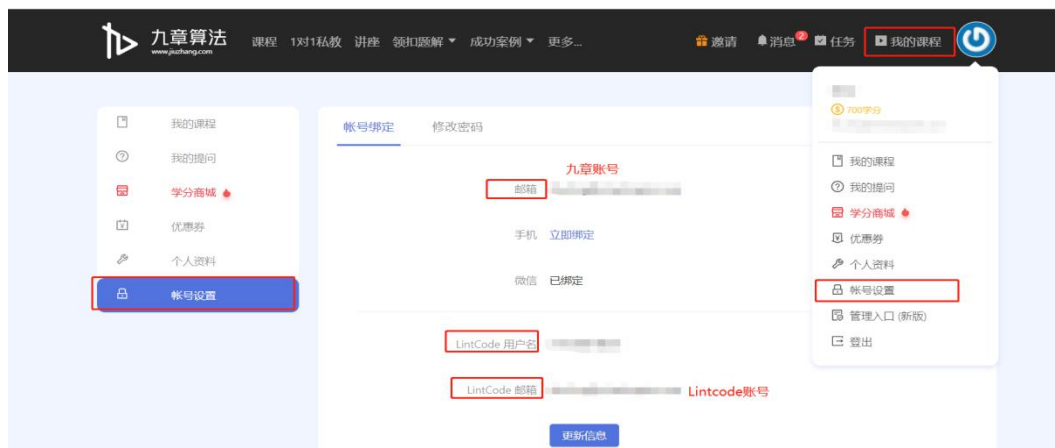 九章算法
www.jiuzhang.com
课程 1对1私教 讲座 领扣题解 成功案例 更多...
邀请 消息 2 任务 我的课程
700学分
我的课程
我的提问
学分商城
优惠券
个人资料
帐号设置
帐号绑定 修改密码
九章账号
邮箱
手机 立即绑定
微信 已绑定
LintCode 用户名
LintCode 邮箱
Lintcode账号
更新信息
我的课程
我的提问
学分商城
优惠券
个人资料
帐号设置
管理入口 (新版)
登出